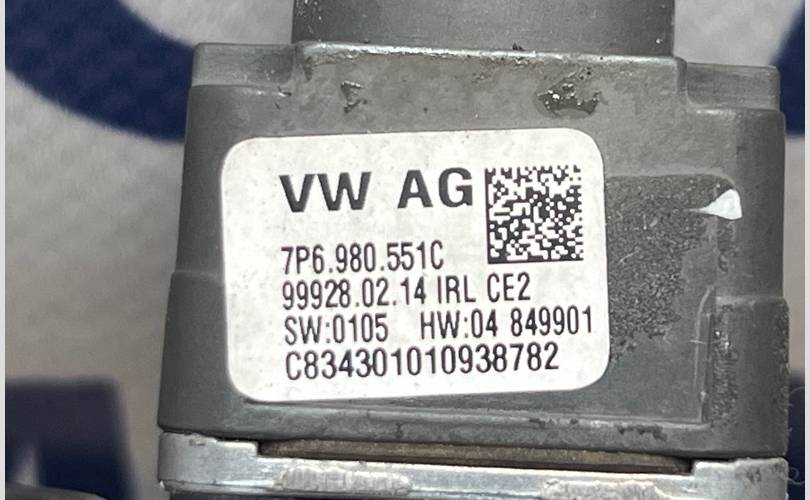 VW AG
7P6.980.551C
99928.02.14 IRL CE2
SW:0105 HW:04 849901
C834301010938782